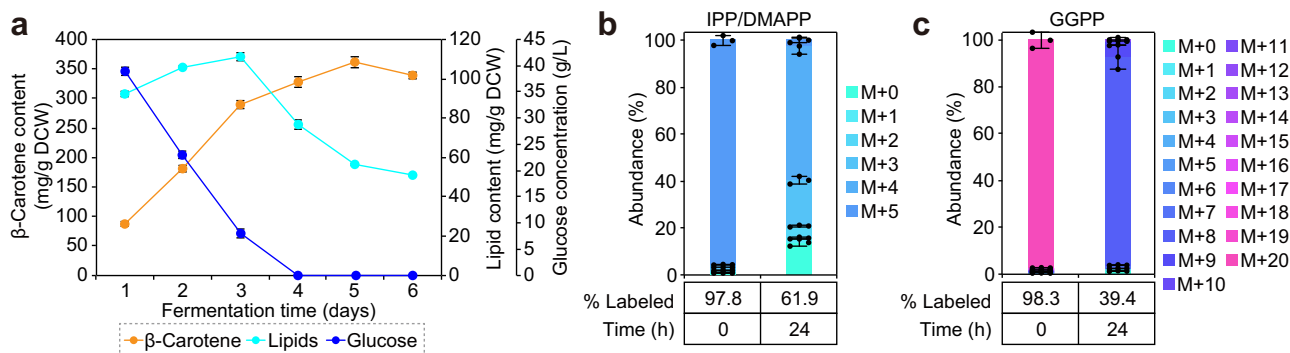 a
β-Carotene content
(mg/g DCW)
400
350
300
250
200
150
100
50
0
1 2 3 4 5 6
Fermentation time (days)
120
100
80
60
40
20
0
Lipid content (mg/g DCW)
45
40
35
30
25
20
15
10
5
0
Glucose concentration (g/L)
β-Carotene Lipids Glucose
b
IPP/DMAPP
Abundance (%)
100
80
60
40
20
0
M+0
M+1
M+2
M+3
M+4
M+5
% Labeled 97.8 61.9
Time (h) 0 24
c
GGPP
Abundance (%)
100
80
60
40
20
0
M+0 M+11
M+1 M+12
M+2 M+13
M+3 M+14
M+4 M+15
M+5 M+16
M+6 M+17
M+7 M+18
M+8 M+19
M+9 M+20
M+10
% Labeled 98.3 39.4
Time (h) 0 24